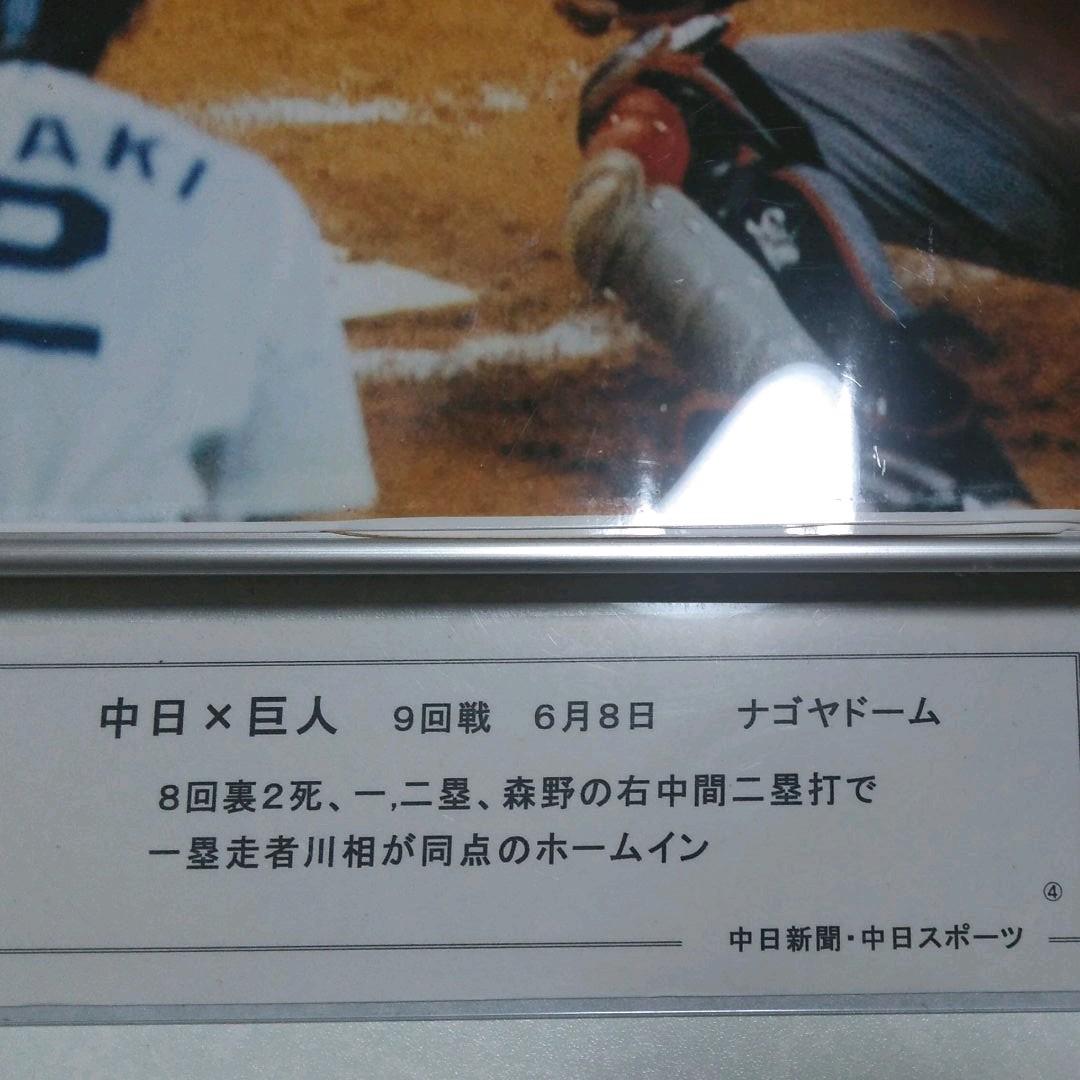 AKI
中日×巨人 9回戦 6月8日 ナゴヤドーム
8回裏2死、一,二塁、森野の右中間二塁打で
一塁走者川相が同点のホームイン
④
中日新聞・中日スポーツ